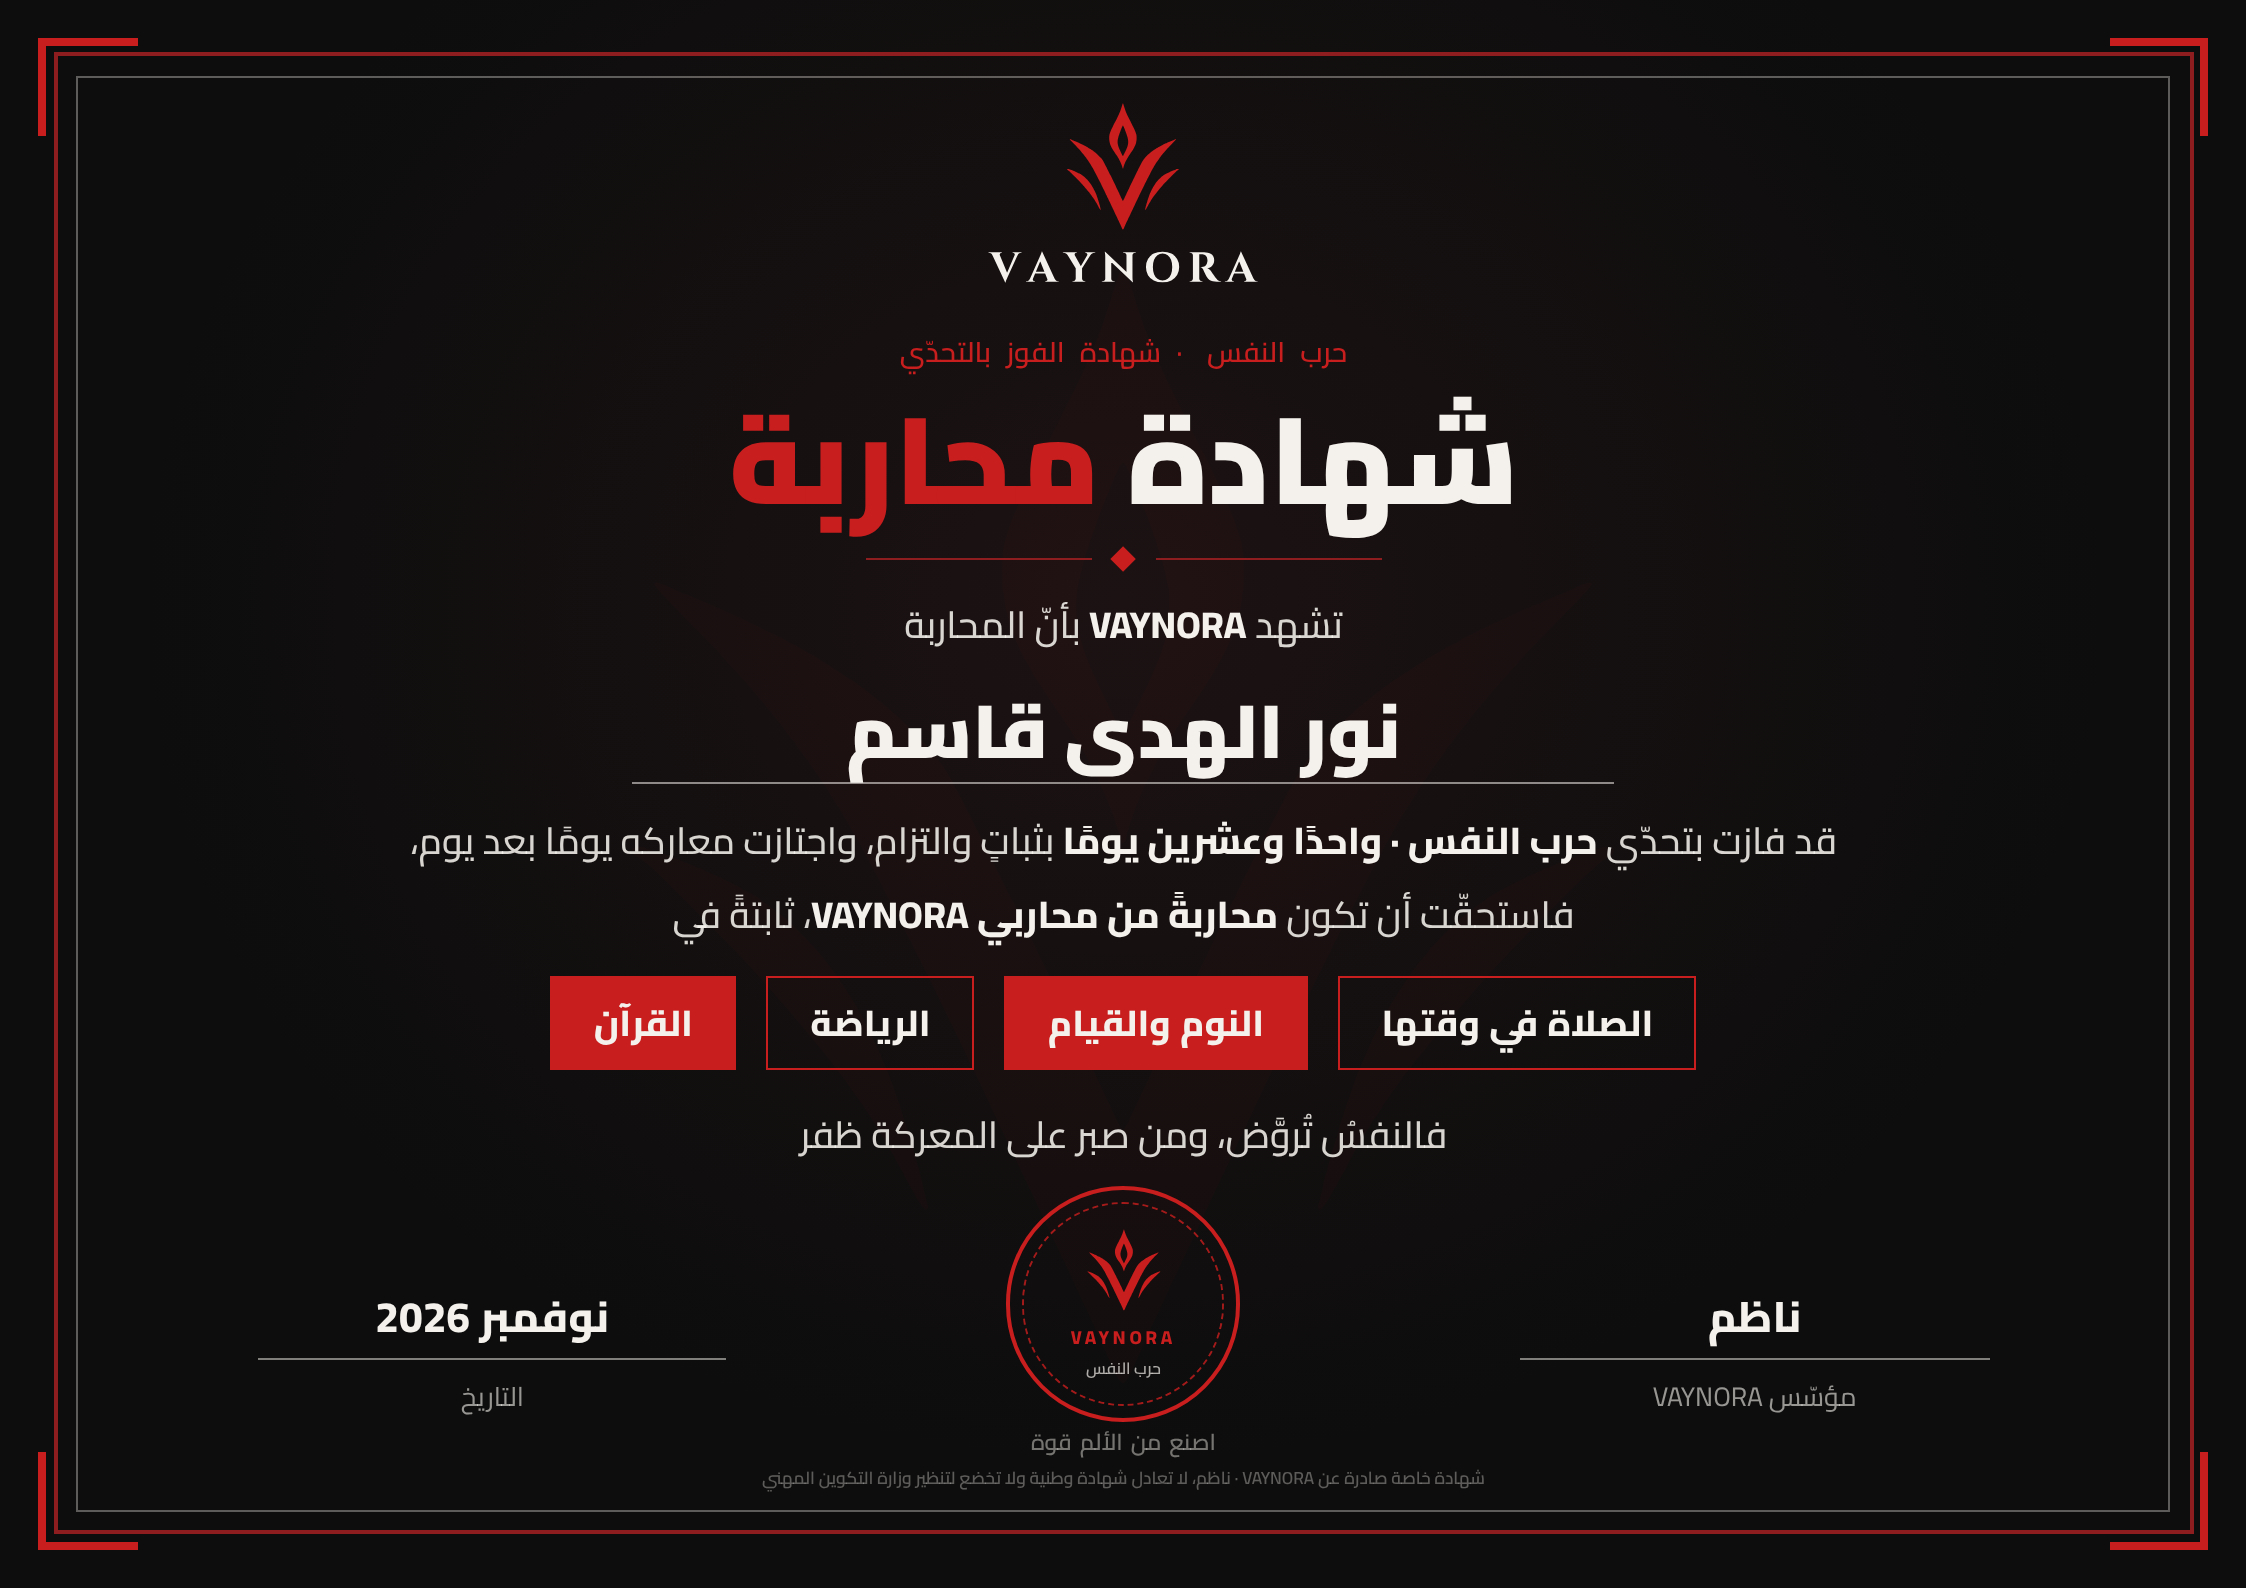 VAYNORA
حرب النفس · شهادة الفوز بالتحدّي
شهادة محاربة
تشهد VAYNORA بأنّ المحاربة
نور الهدى قاسم
قد فازت بتحدّي حرب النفس · واحدًا وعشرين يومًا بثباتٍ والتزام، واجتازت معاركه يومًا بعد يوم،
فاستحقّت أن تكون محاربةً من محاربي VAYNORA، ثابتةً في
الصلاة في وقتها
النوم والقيام
الرياضة
القرآن
فالنفسُ تُروَّض، ومن صبر على المعركة ظفر
ناظم
مؤسّس VAYNORA
VAYNORA
حرب النفس
نوفمبر 2026
التاريخ
اصنع من الألم قوة
شهادة خاصة صادرة عن VAYNORA · ناظم، لا تعادل شهادة وطنية ولا تخضع لتنظير وزارة التكوين المهني